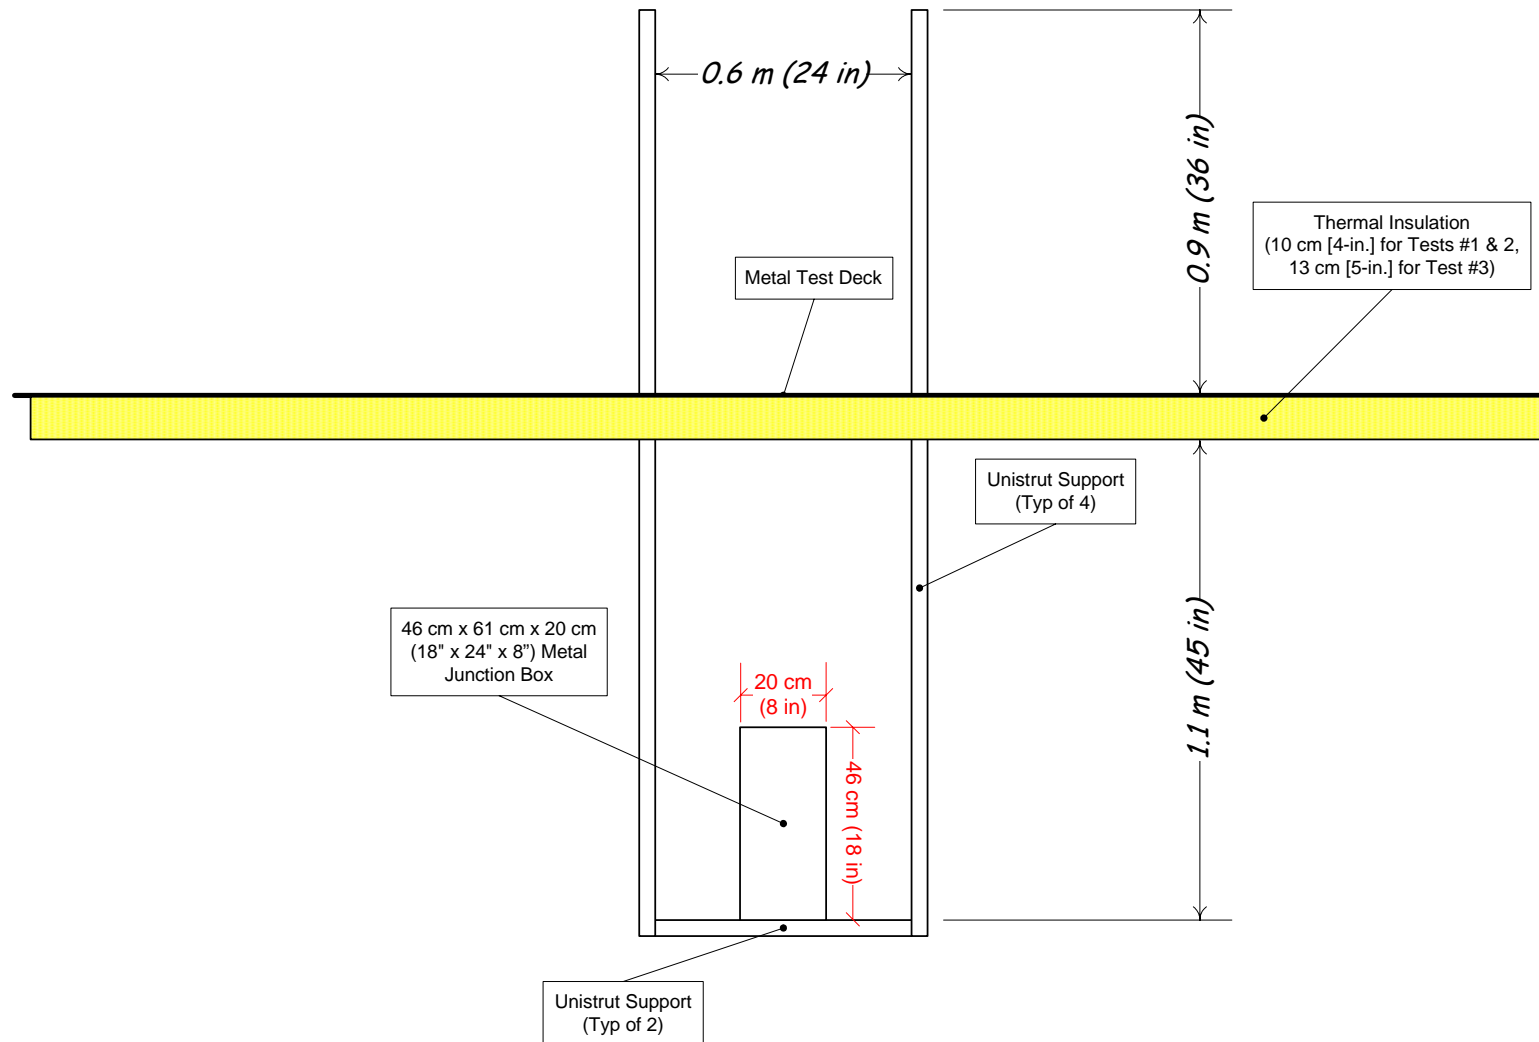 0.6 m (24 in)
0.9 m (36 in)
Thermal Insulation
(10 cm [4-in.] for Tests #1 & 2,
13 cm [5-in.] for Test #3)
Metal Test Deck
Unistrut Support
(Typ of 4)
46 cm x 61 cm x 20 cm
(18" x 24" x 8”) Metal
Junction Box
20 cm
(8 in)
46 cm (18 in)
1.1 m (45 in)
Unistrut Support
(Typ of 2)